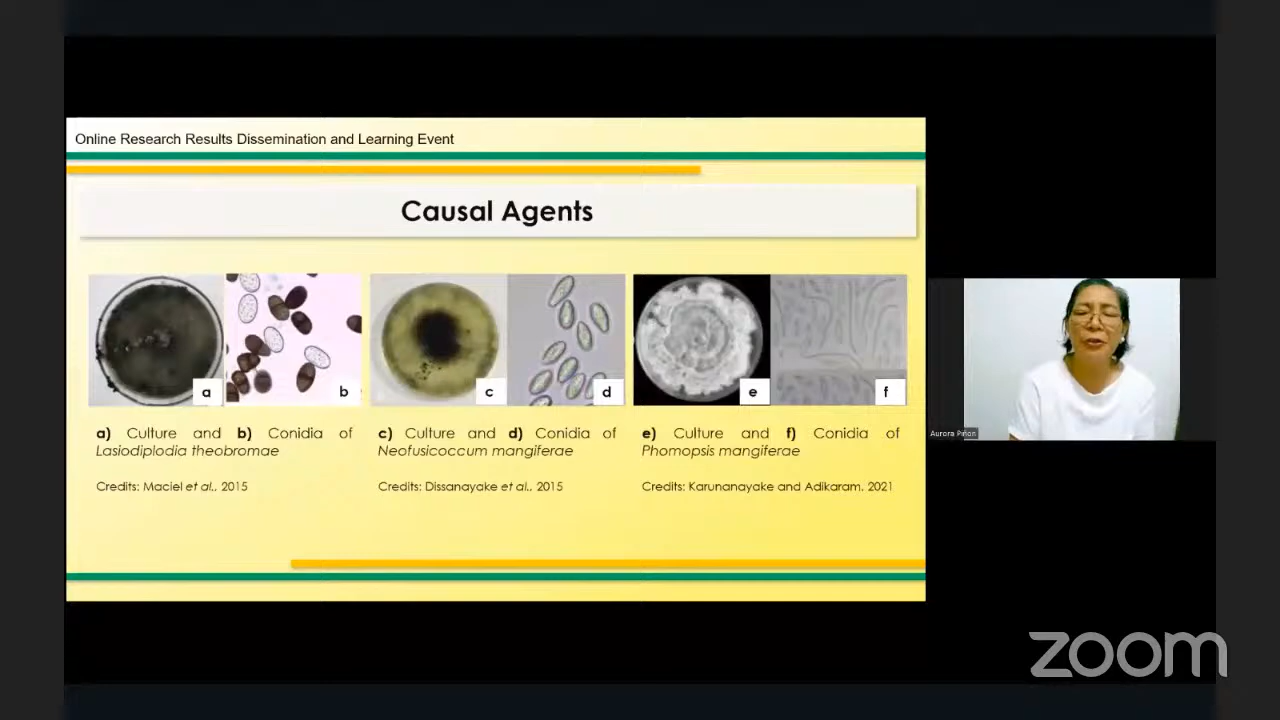 Online Research Results Dissemination and Learning Event
Causal Agents
a
b
c
d
e
f
a) Culture and b) Conidia of
Lasiodiplodia theobromae
Credits: Maciel et al., 2015
c) Culture and d) Conidia of
Neofusicoccum mangiferae
Credits: Dissanayake et al., 2015
e) Culture and f) Conidia of
Phomopsis mangiferae
Credits: Karunanayake and Adikaram. 2021
Aurora Piñon
zoom